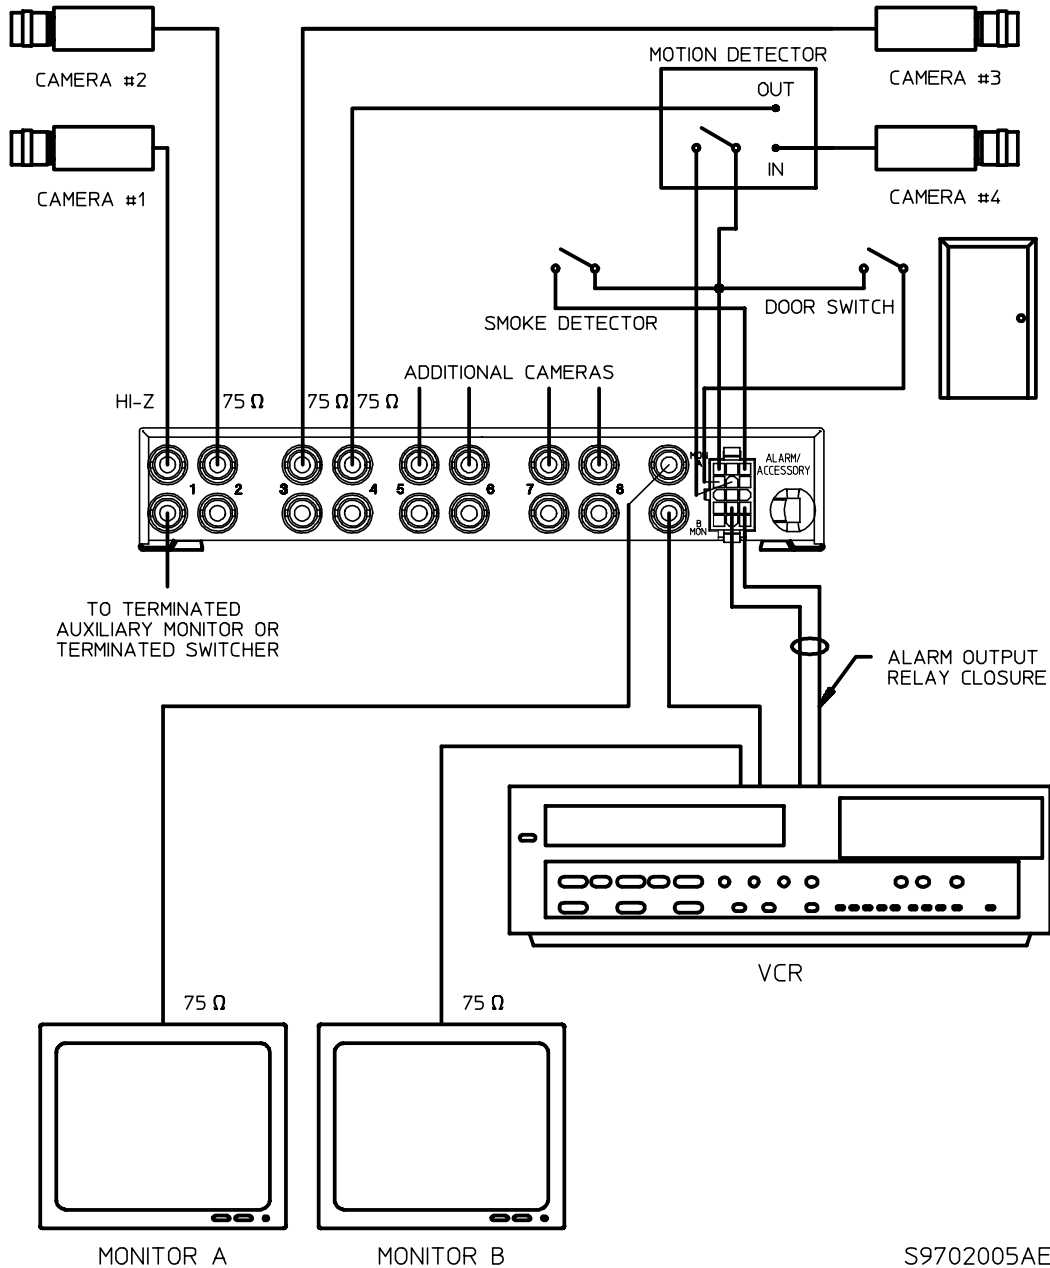 MOTION DETECTOR
OUT
IN
CAMERA #2
CAMERA #3
CAMERA #1
CAMERA #4
SMOKE DETECTOR
DOOR SWITCH
ADDITIONAL CAMERAS
HI-Z
75 Ω
75 Ω
75 Ω
MON
A
ALARM/
ACCESSORY
1
2
3
4
5
6
7
8
B
MON
TO TERMINATED
AUXILIARY MONITOR OR
TERMINATED SWITCHER
ALARM OUTPUT
RELAY CLOSURE
VCR
75 Ω
75 Ω
MONITOR A
MONITOR B
S9702005AE